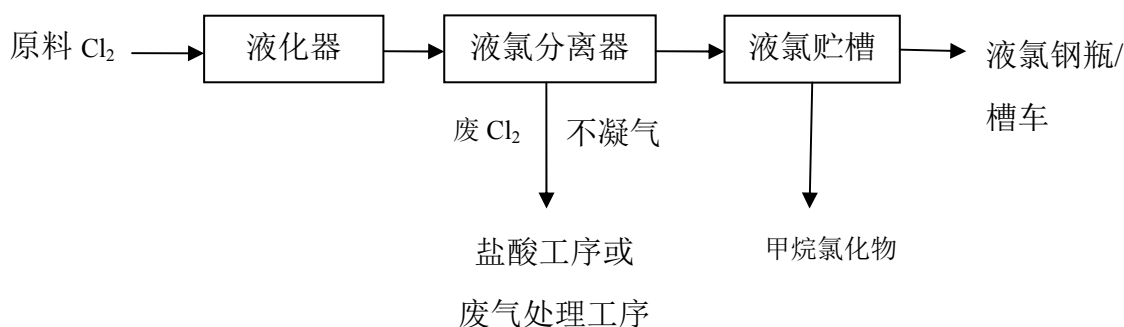 原料 Cl₂
液化器
液氯分离器
液氯贮槽
液氯钢瓶/
槽车
废 Cl₂
不凝气
盐酸工序或
废气处理工序
甲烷氯化物